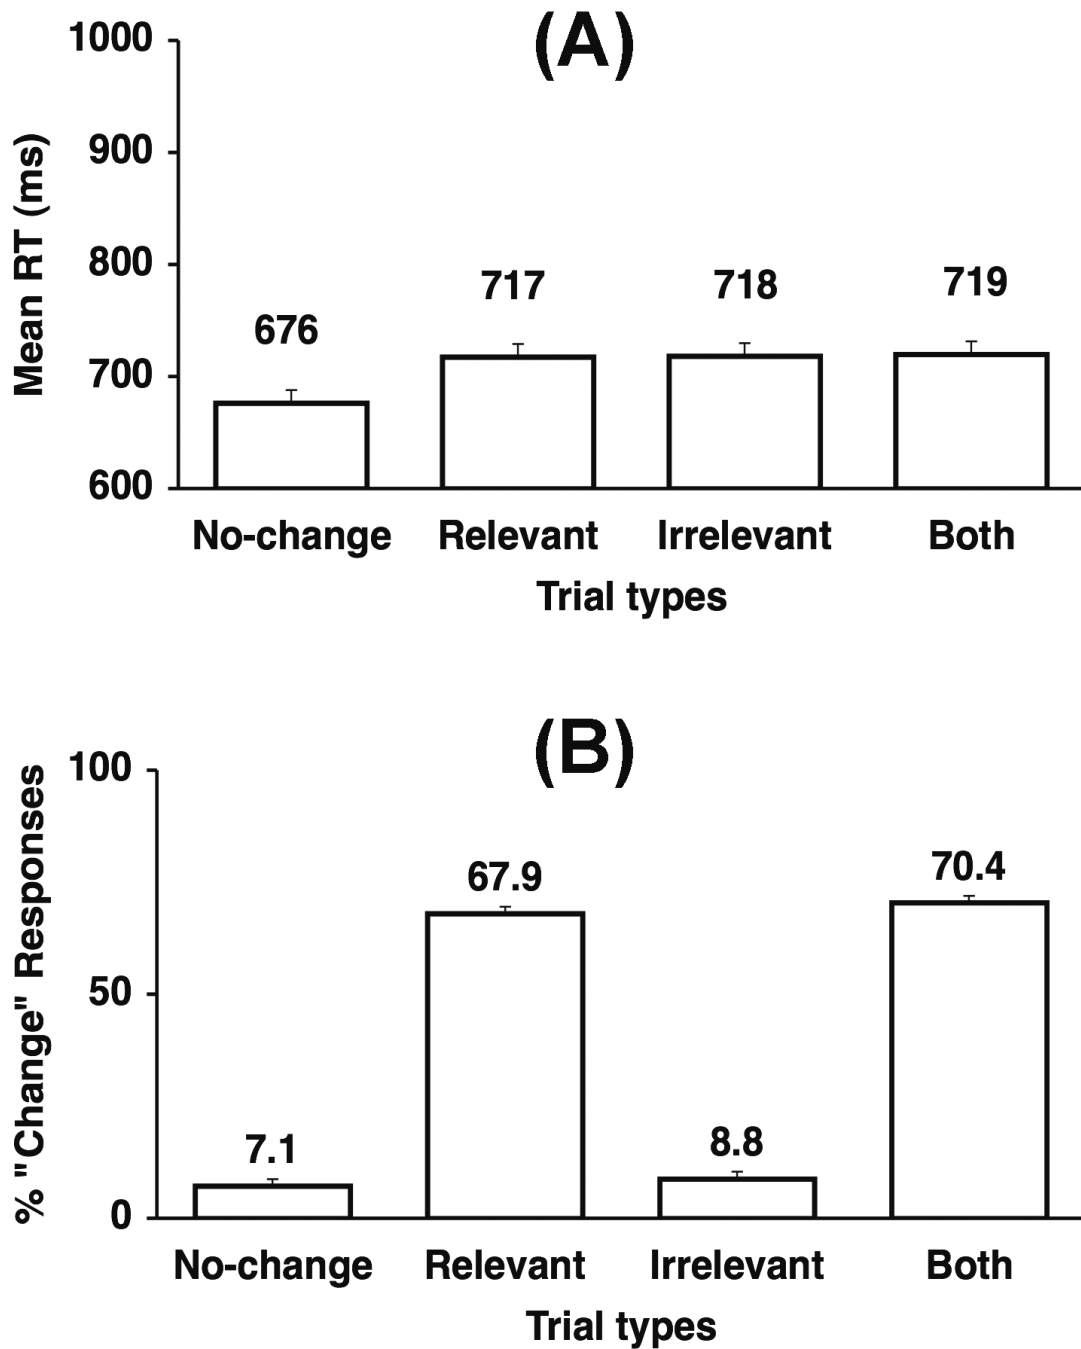 (A)
Mean RT (ms)
1000
900
800
700
600
676
717
718
719
No-change
Relevant
Irrelevant
Both
Trial types
(B)
% "Change" Responses
100
50
0
7.1
67.9
8.8
70.4
No-change
Relevant
Irrelevant
Both
Trial types